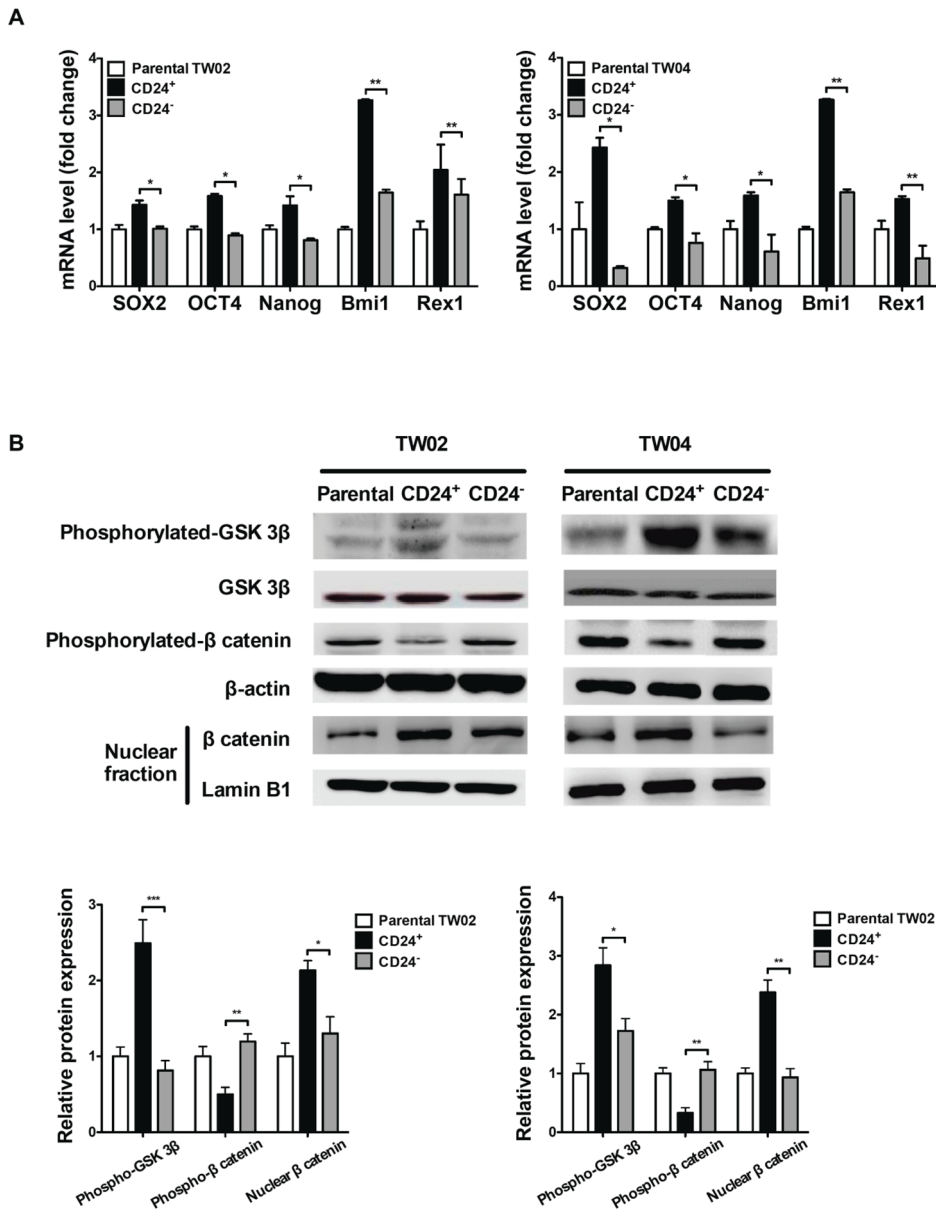 A
mRNA level (fold change)
4
3
2
1
0
Parental TW02
CD24+
CD24-
*
*
*
**
**
SOX2 OCT4 Nanog Bmi1 Rex1
mRNA level (fold change)
4
3
2
1
0
Parental TW04
CD24+
CD24-
*
*
*
**
**
SOX2 OCT4 Nanog Bmi1 Rex1
B
TW02 TW04
Parental CD24+ CD24- Parental CD24+ CD24-
Phosphorylated-GSK 3β
GSK 3β
Phosphorylated-β catenin
β-actin
Nuclear
fraction
β catenin
Lamin B1
Relative protein expression
3
2
1
0
***
**
*
Parental TW02
CD24+
CD24-
Phospho-GSK 3β
Phospho-β catenin
Nuclear β catenin
Relative protein expression
4
3
2
1
0
*
**
**
Parental TW02
CD24+
CD24-
Phospho-GSK 3β
Phospho-β catenin
Nuclear β catenin